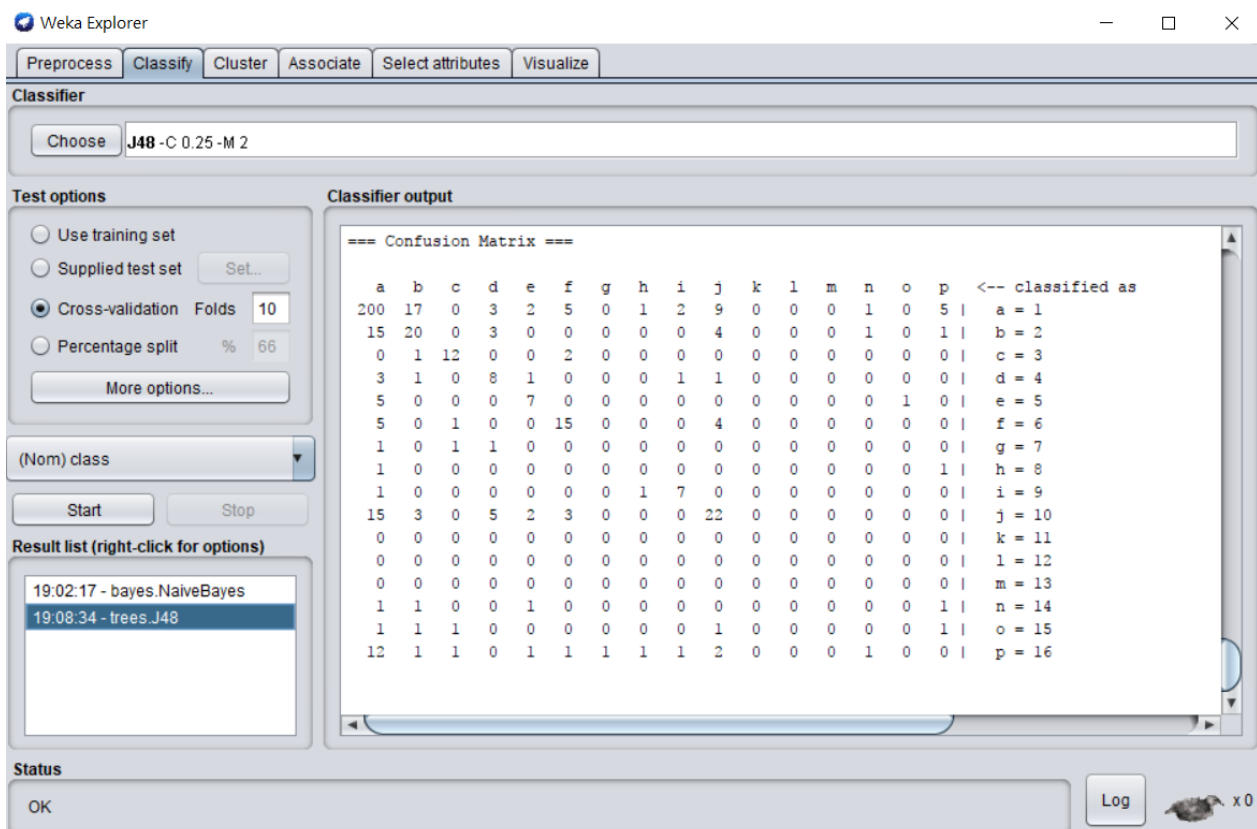 Weka Explorer
Preprocess Classify Cluster Associate Select attributes Visualize
Classifier
Choose J48 -C 0.25 -M 2
Test options
Use training set
Supplied test set Set...
Cross-validation Folds 10
Percentage split % 66
More options...
(Nom) class
Start Stop
Result list (right-click for options)
19:02:17 - bayes.NaiveBayes
19:08:34 - trees.J48
Classifier output
=== Confusion Matrix ===
a b c d e f g h i j k l m n o p <-- classified as
200 17 0 3 2 5 0 1 2 9 0 0 0 1 0 5 | a = 1
15 20 0 3 0 0 0 0 0 4 0 0 0 1 0 1 | b = 2
0 1 12 0 0 2 0 0 0 0 0 0 0 0 0 0 | c = 3
3 1 0 8 1 0 0 0 1 1 0 0 0 0 0 0 | d = 4
5 0 0 0 7 0 0 0 0 0 0 0 0 0 1 0 | e = 5
5 0 1 0 0 15 0 0 0 4 0 0 0 0 0 0 | f = 6
1 0 1 1 0 0 0 0 0 0 0 0 0 0 0 0 | g = 7
1 0 0 0 0 0 0 0 0 0 0 0 0 0 0 1 | h = 8
1 0 0 0 0 0 0 1 7 0 0 0 0 0 0 0 | i = 9
15 3 0 5 2 3 0 0 0 22 0 0 0 0 0 0 | j = 10
0 0 0 0 0 0 0 0 0 0 0 0 0 0 0 0 | k = 11
0 0 0 0 0 0 0 0 0 0 0 0 0 0 0 0 | l = 12
0 0 0 0 0 0 0 0 0 0 0 0 0 0 0 0 | m = 13
1 1 0 0 1 0 0 0 0 0 0 0 0 0 0 1 | n = 14
1 1 1 0 0 0 0 0 0 1 0 0 0 0 0 1 | o = 15
12 1 1 0 1 1 1 1 1 2 0 0 0 1 0 0 | p = 16
Status
OK
Log x 0